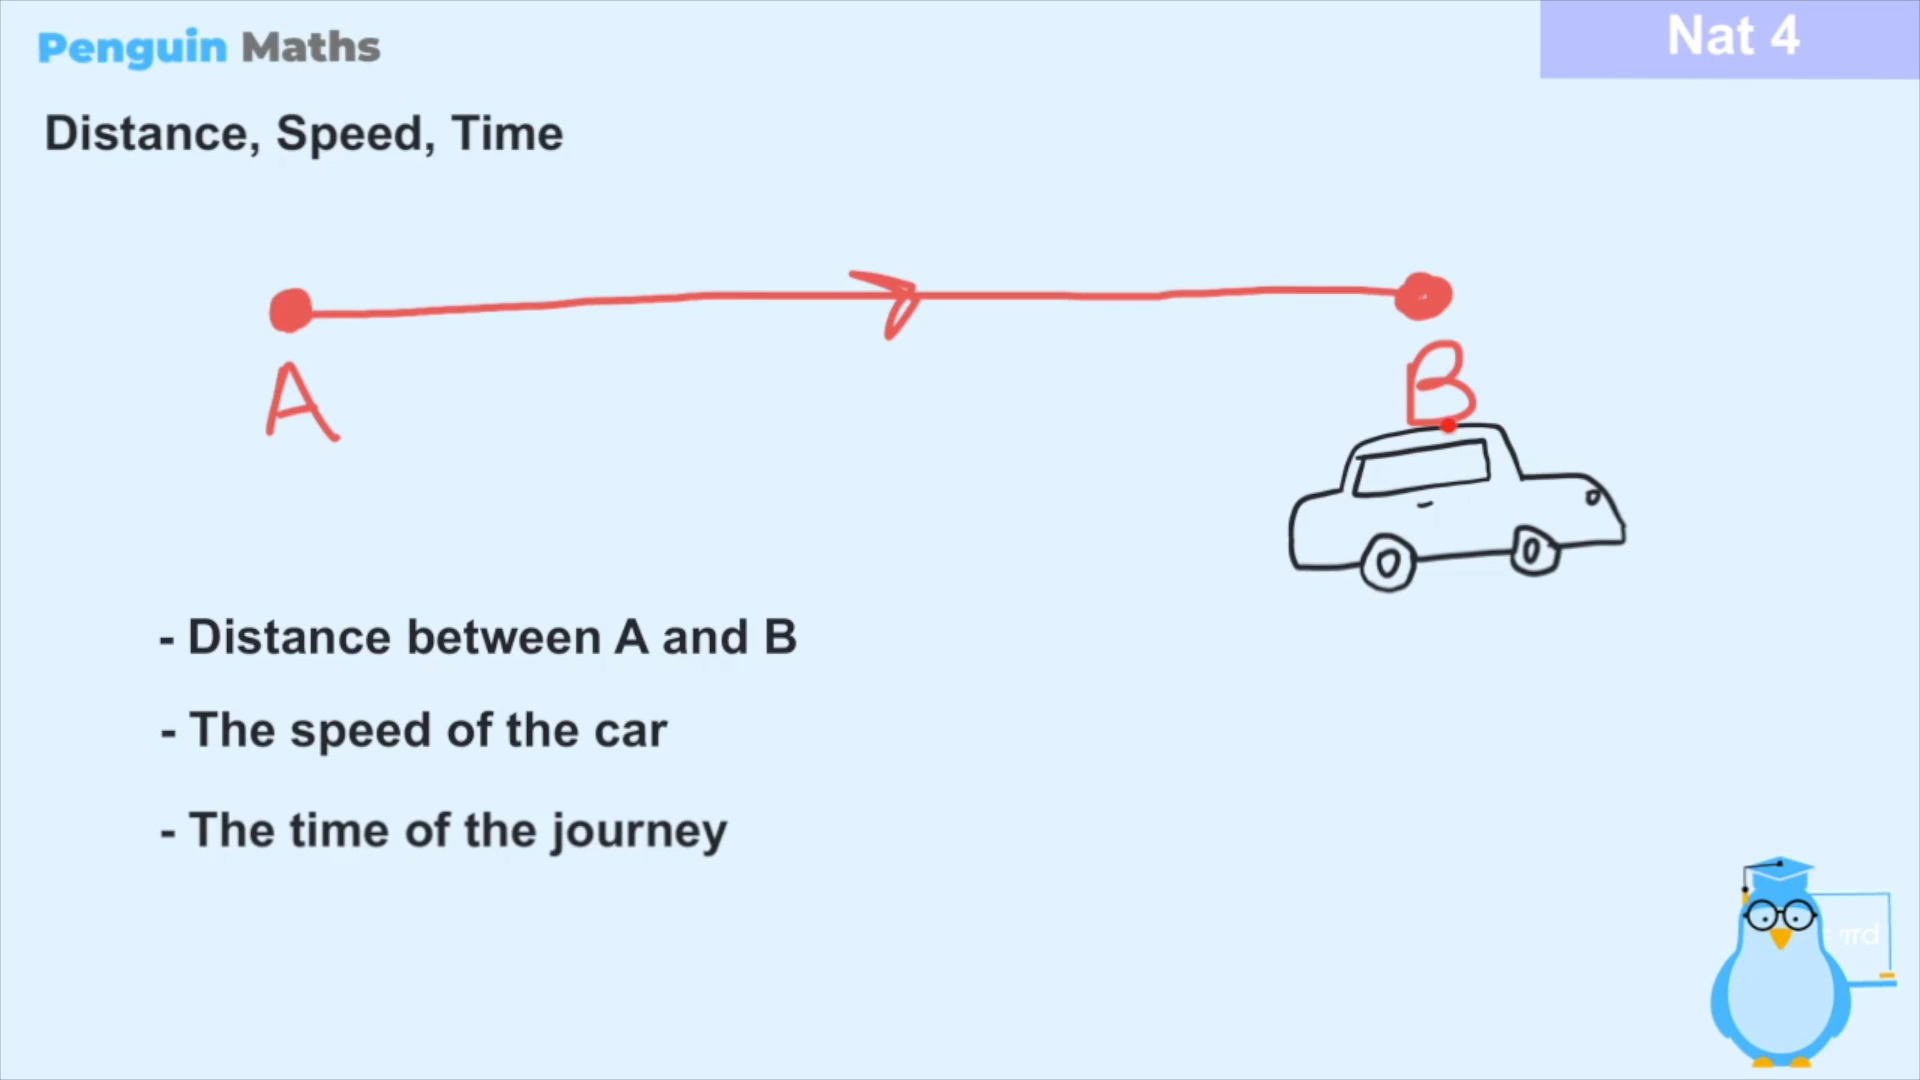 Penguin Maths
Nat 4
Distance, Speed, Time
A
B
- Distance between A and B
- The speed of the car
- The time of the journey
= πd